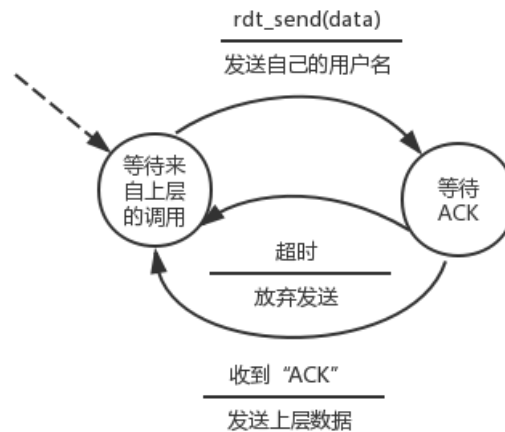 rdt_send(data)
发送自己的用户名
等待来
自上层
的调用
等待
ACK
超时
放弃发送
收到“ACK”
发送上层数据